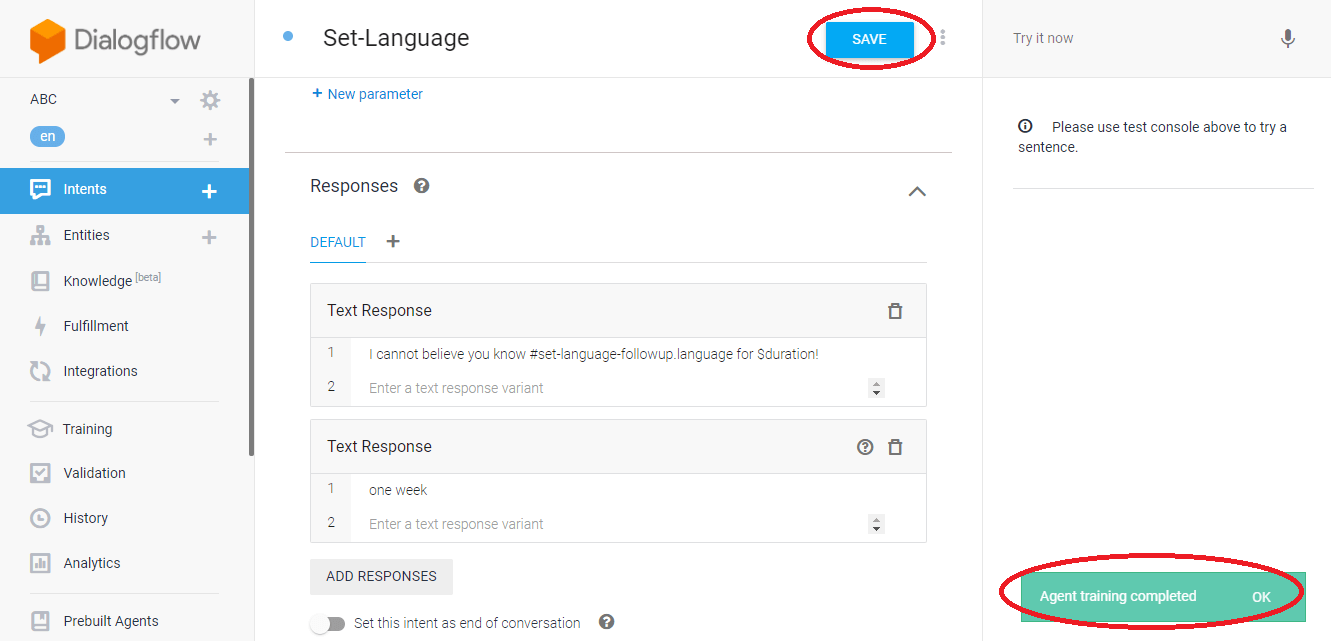 Dialogflow
Set-Language
SAVE
Try it now
ABC
en
+ New parameter
Please use test console above to try a
sentence.
Intents
Entities
Knowledge [beta]
Fulfillment
Integrations
Training
Validation
History
Analytics
Prebuilt Agents
Responses
DEFAULT
Text Response
1 I cannot believe you know #set-language-followup.language for $duration!
2 Enter a text response variant
Text Response
1 one week
2 Enter a text response variant
ADD RESPONSES
Set this intent as end of conversation
Agent training completed OK